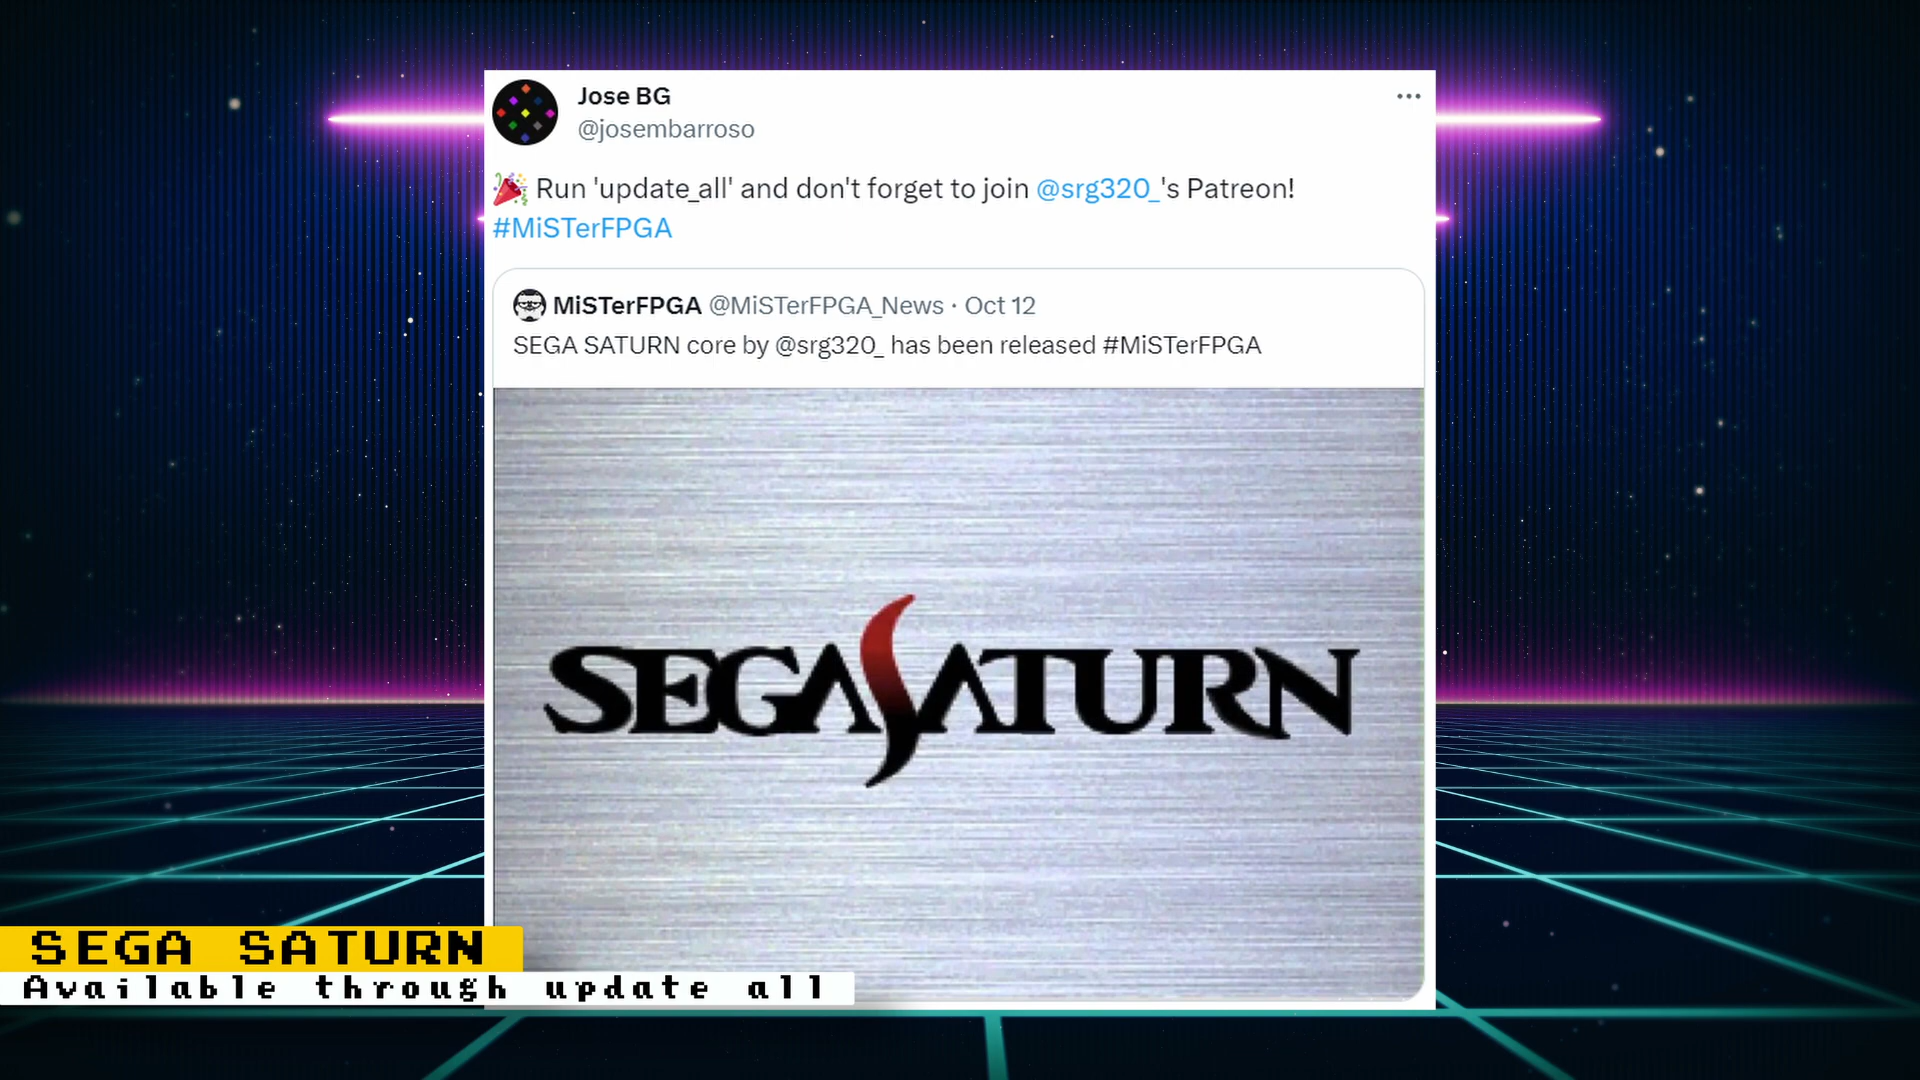 Jose BG
@josembarroso
🎉 Run 'update_all' and don't forget to join @srg320_'s Patreon!
#MiSTerFPGA
MiSTerFPGA @MiSTerFPGA_News · Oct 12
SEGA SATURN core by @srg320_ has been released #MiSTerFPGA
SEGA SATURN
SEGA SATURN
Available through update all